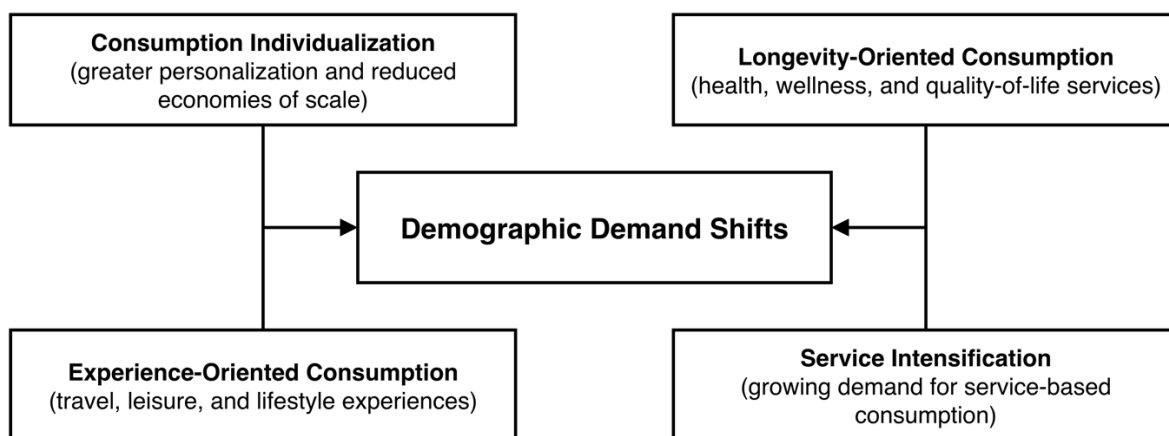 Consumption Individualization
(greater personalization and reduced
economies of scale)
Longevity-Oriented Consumption
(health, wellness, and quality-of-life services)
Demographic Demand Shifts
Experience-Oriented Consumption
(travel, leisure, and lifestyle experiences)
Service Intensification
(growing demand for service-based
consumption)